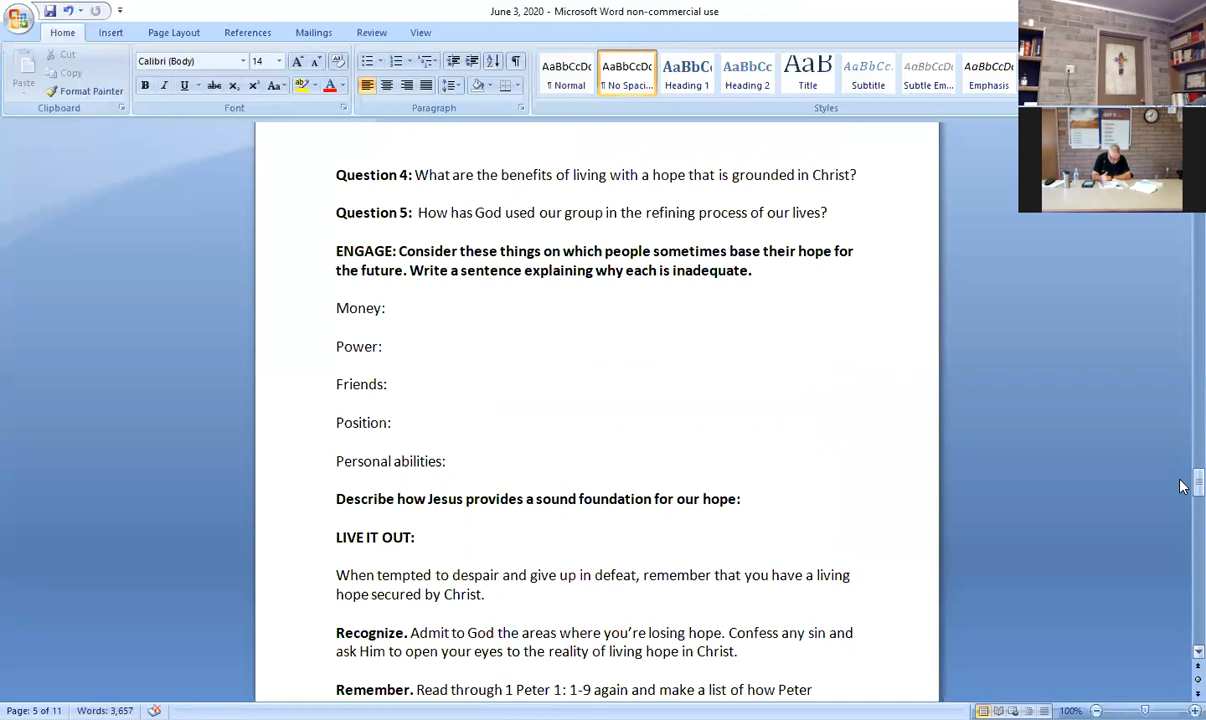 June 3, 2020 - Microsoft Word non-commercial use
Home Insert Page Layout References Mailings Review View
Cut
Copy
Format Painter
Paste
Clipboard
Calibri (Body) 14
Font
Paragraph
AaBbCcDc AaBbCcDc AaBbCc AaBbCc AaB AaBbCc. AaBbCcDc AaBbCcDc
¶ Normal ¶ No Spaci... Heading 1 Heading 2 Title Subtitle Subtle Em... Emphasis
Styles
Question 4: What are the benefits of living with a hope that is grounded in Christ?
Question 5: How has God used our group in the refining process of our lives?
ENGAGE: Consider these things on which people sometimes base their hope for
the future. Write a sentence explaining why each is inadequate.
Money:
Power:
Friends:
Position:
Personal abilities:
Describe how Jesus provides a sound foundation for our hope:
LIVE IT OUT:
When tempted to despair and give up in defeat, remember that you have a living
hope secured by Christ.
Recognize. Admit to God the areas where you’re losing hope. Confess any sin and
ask Him to open your eyes to the reality of living hope in Christ.
Remember. Read through 1 Peter 1: 1-9 again and make a list of how Peter
Page: 5 of 11 Words: 3,657 100%